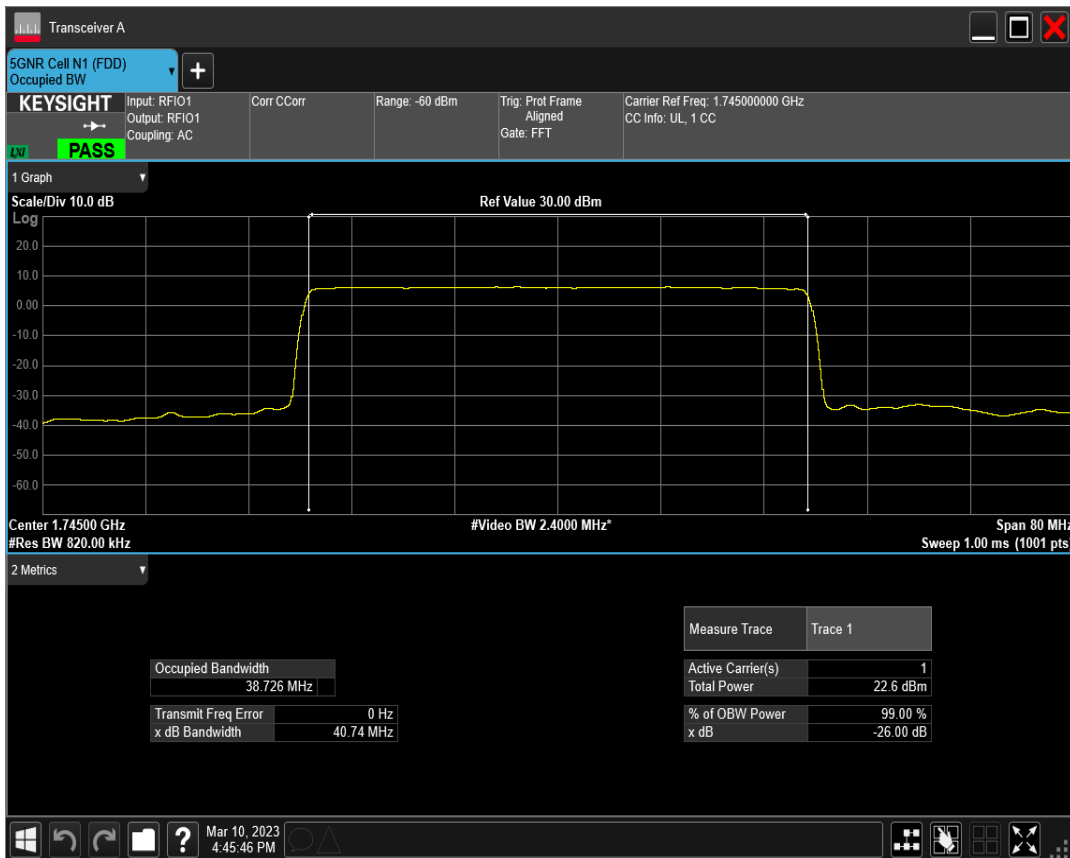 Transceiver A
5GNR Cell N1 (FDD)
Occupied BW
+
KEYSIGHT
LXI
PASS
Input: RFIO1
Output: RFIO1
Coupling: AC
Corr CCorr
Range: -60 dBm
Trig: Prot Frame
Aligned
Gate: FFT
Carrier Ref Freq: 1.745000000 GHz
CC Info: UL, 1 CC
1 Graph
Scale/Div 10.0 dB
Ref Value 30.00 dBm
Log
20.0
10.0
0.00
-10.0
-20.0
-30.0
-40.0
-50.0
-60.0
Center 1.74500 GHz
#Video BW 2.4000 MHz*
Span 80 MHz
#Res BW 820.00 kHz
Sweep 1.00 ms (1001 pts)
2 Metrics
Measure Trace Trace 1
Occupied Bandwidth
38.726 MHz
Active Carrier(s) 1
Total Power 22.6 dBm
Transmit Freq Error 0 Hz
x dB Bandwidth 40.74 MHz
% of OBW Power 99.00 %
x dB -26.00 dB
?
Mar 10, 2023
4:45:46 PM